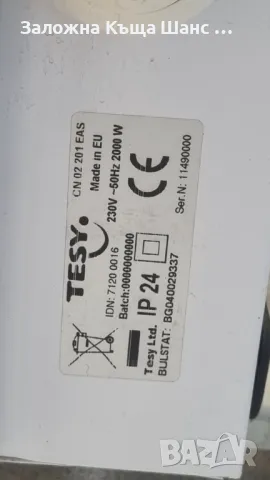 Заложна Къща Шанс ...
CN 02 201 EAS
Made in EU
230V ~50Hz 2000 W
TESY
IDN: 7120 0016
Batch:0000000000
IP 24
CE
Ser.N: 11490000
Tesy Ltd.
BULSTAT: BG040029337
bazar